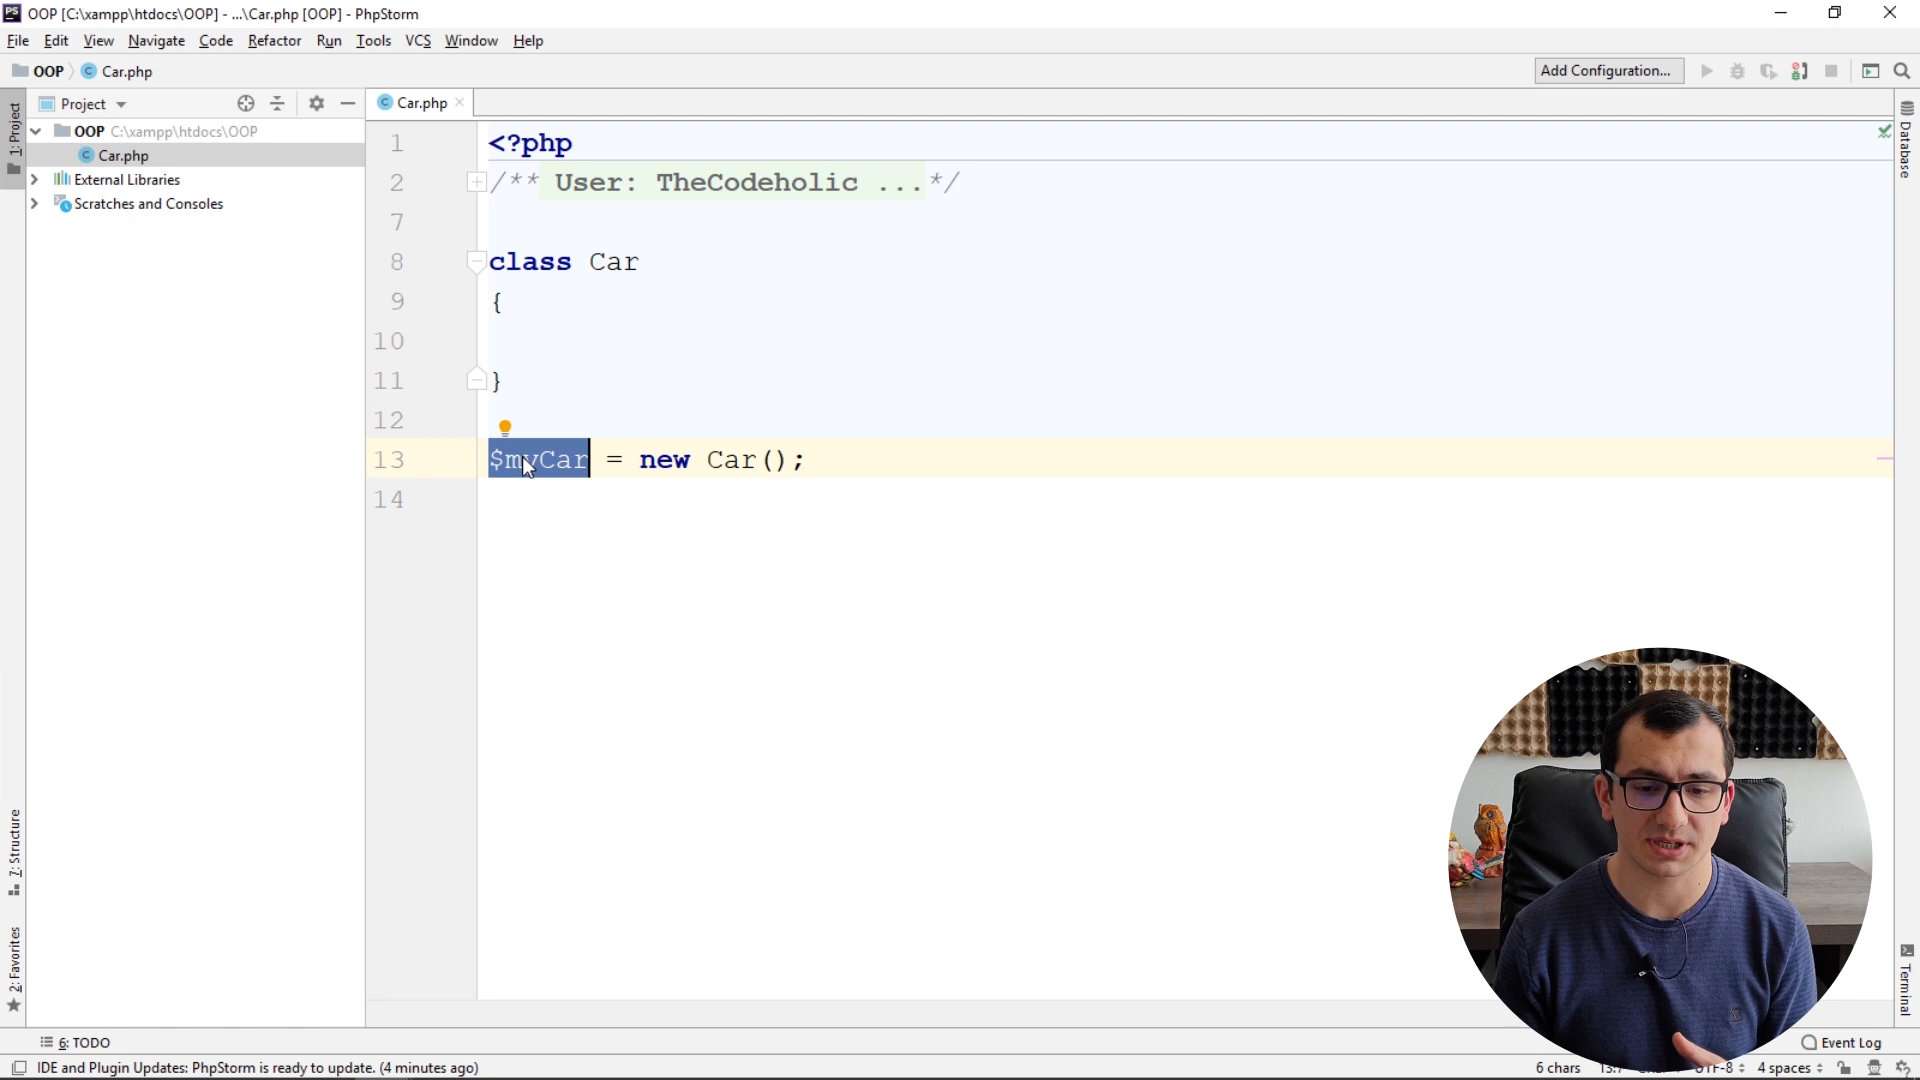 OOP [C:\xampp\htdocs\OOP] - ...\Car.php [OOP] - PhpStorm
File Edit View Navigate Code Refactor Run Tools VCS Window Help
OOP Car.php
Add Configuration...
Project
Car.php
1: Project
OOP C:\xampp\htdocs\OOP
Car.php
External Libraries
Scratches and Consoles
1 <?php
2 /** User: TheCodeholic ...*/
7
8 class Car
9 {
10
11 }
12
13 $myCar = new Car();
14
Database
7: Structure
2: Favorites
Terminal
6: TODO
Event Log
IDE and Plugin Updates: PhpStorm is ready to update. (4 minutes ago)
6 chars UTF-8 4 spaces